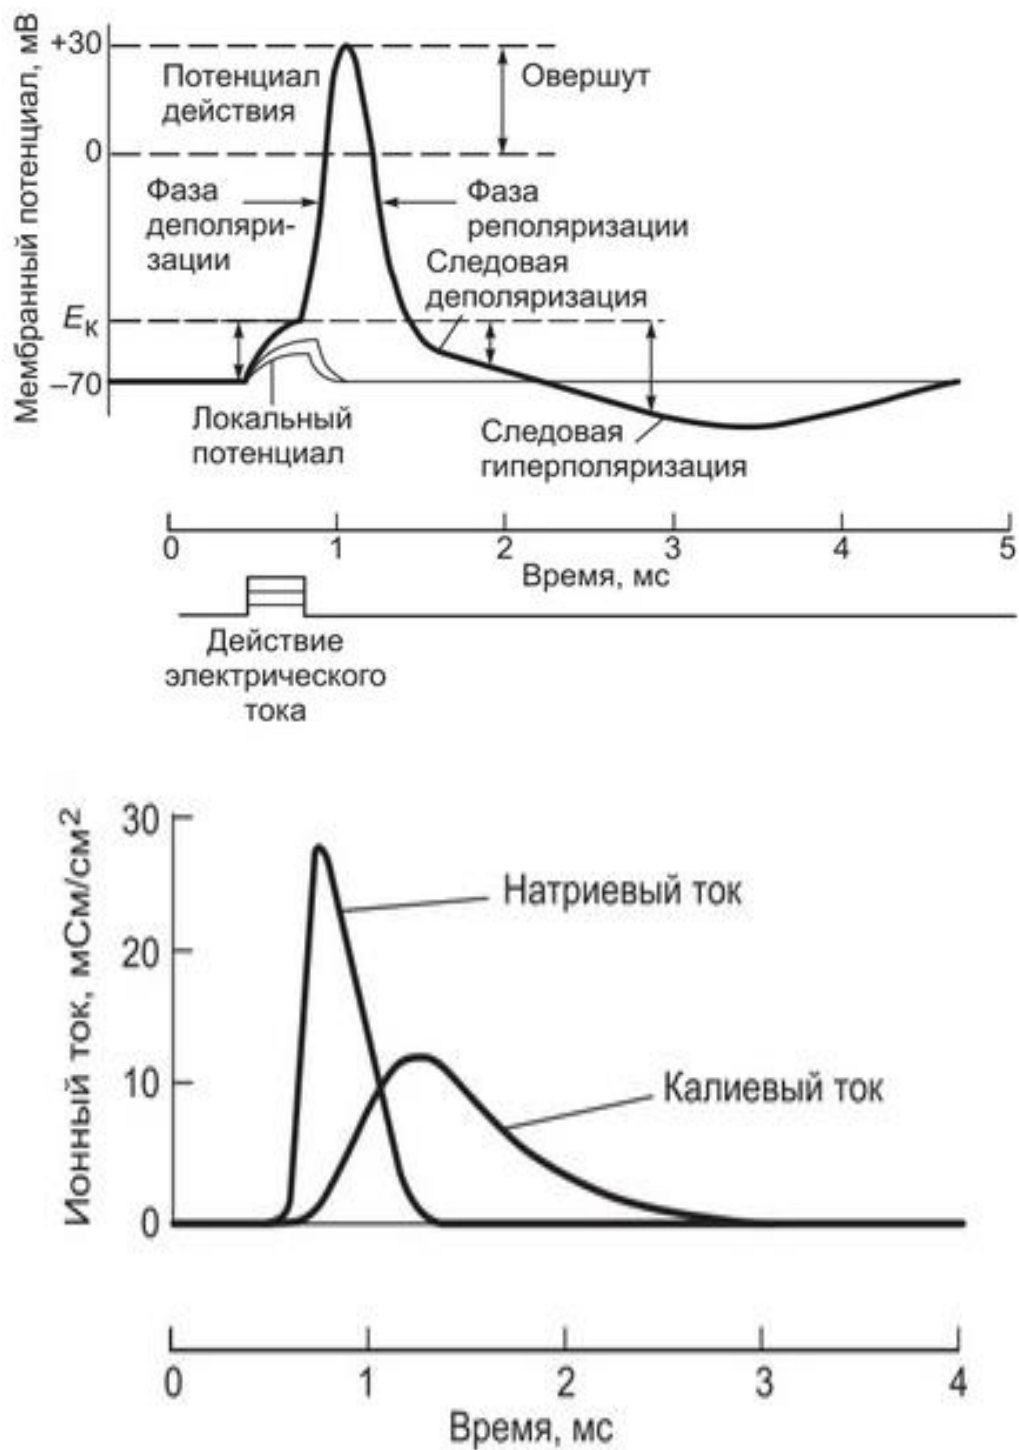 Мембранный потенциал, мВ
+30
Потенциал
действия
Овершут
0
Фаза
деполяри-
зации
Фаза
реполяризации
Следовая
деполяризация
Eк
–70
Локальный
потенциал
Следовая
гиперполяризация
0 1 2 3 4 5
Время, мс
Действие
электрического
тока
Ионный ток, мСм/см²
30
Натриевый ток
20
10
Калиевый ток
0
0 1 2 3 4
Время, мс